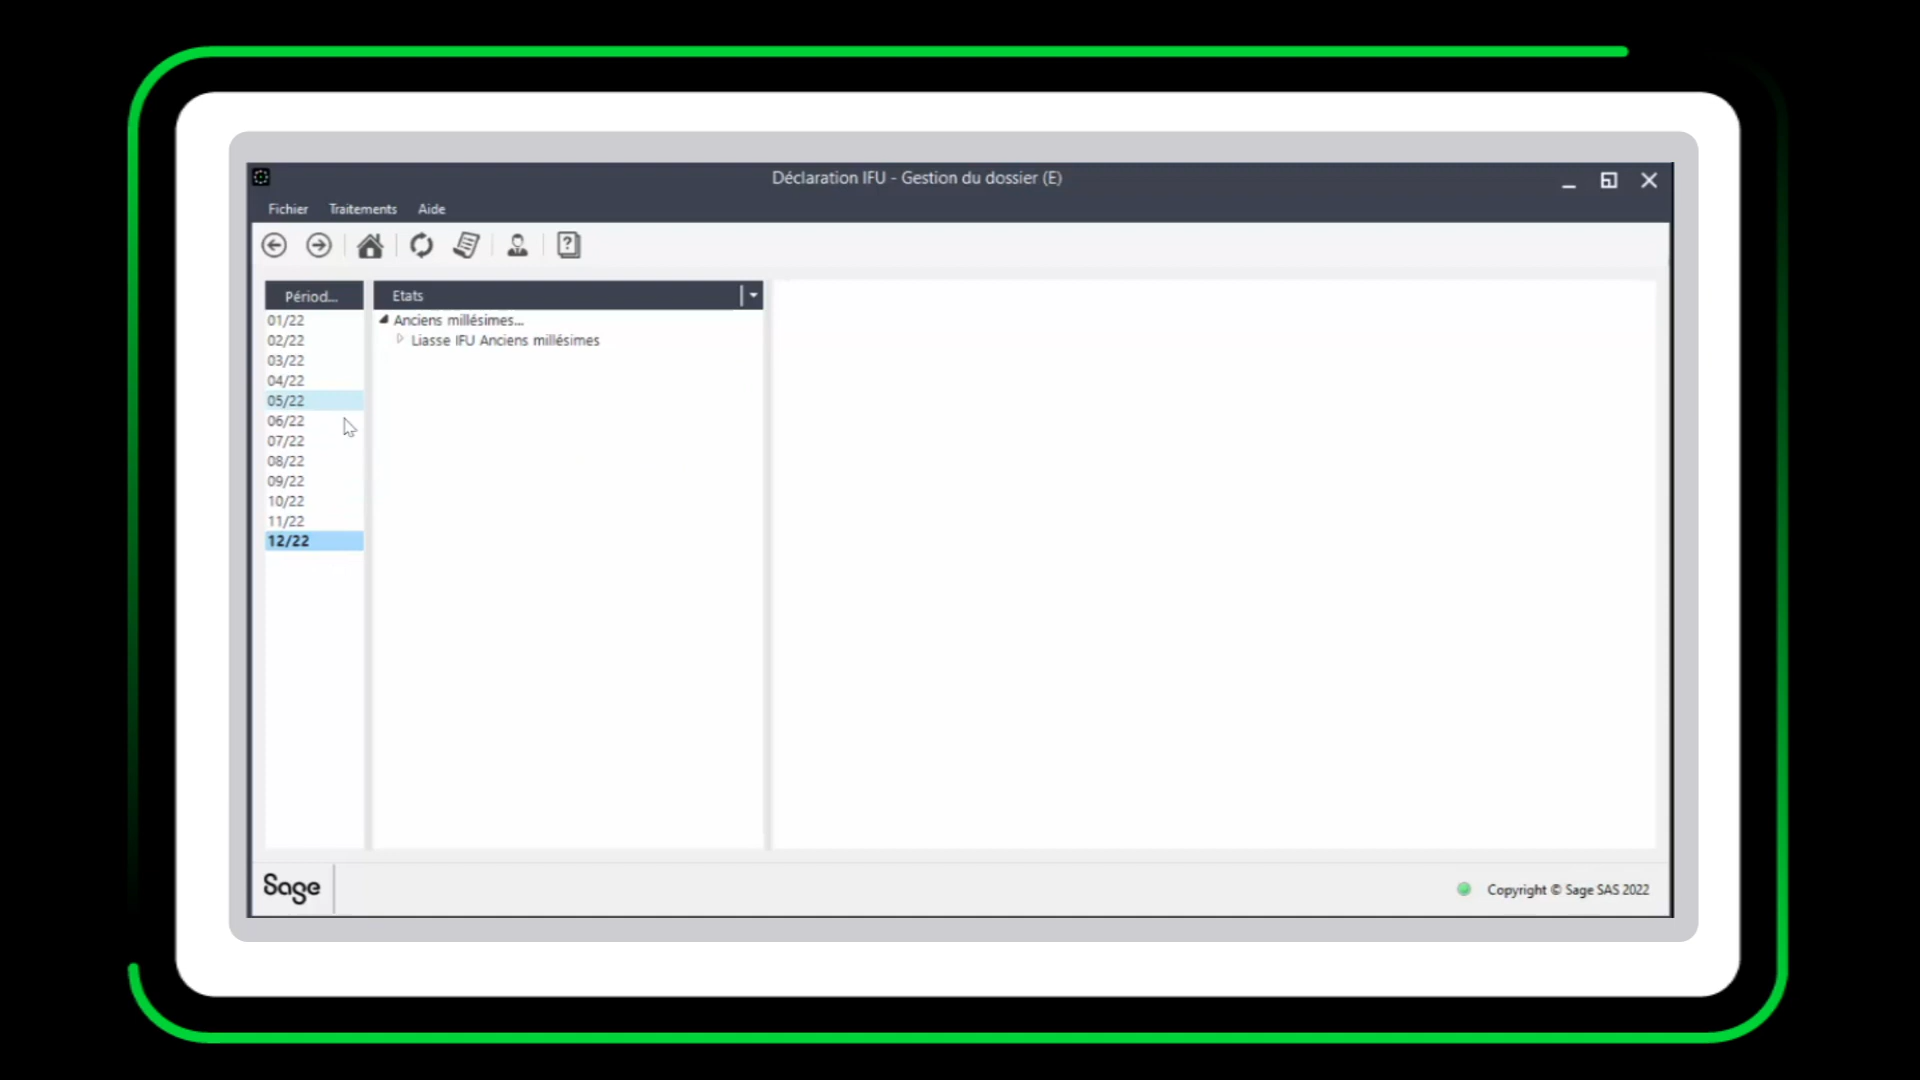 Déclaration IFU - Gestion du dossier (E)
Fichier Traitements Aide
Périod... Etats
01/22
02/22
03/22
04/22
05/22
06/22
07/22
08/22
09/22
10/22
11/22
12/22
Anciens millésimes...
Liasse IFU Anciens millésimes
Sage
Copyright © Sage SAS 2022